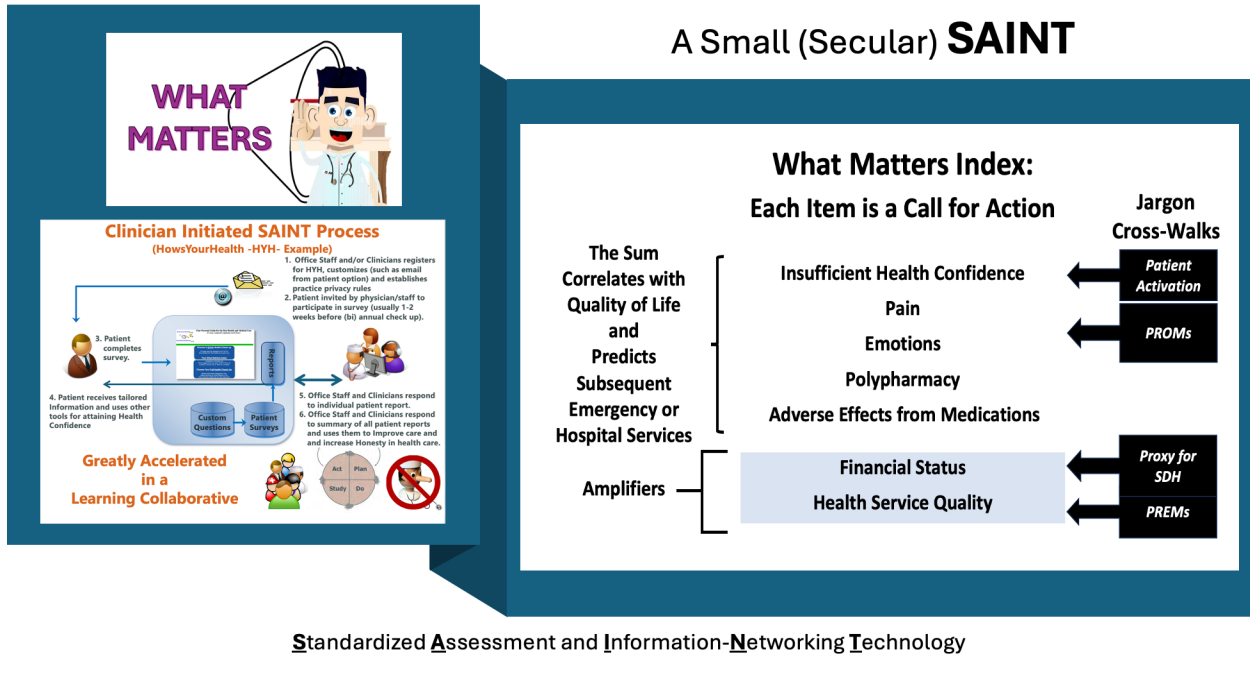 A Small (Secular) SAINT
WHAT
MATTERS
Clinician Initiated SAINT Process
(HowsYourHealth -HYH- Example)
1. Office Staff and/or Clinicians registers
for HYH, customizes (such as email
from patient option) and establishes
practice privacy rules
2. Patient invited by physician/staff to
participate in survey (usually 1-2
weeks before (bi) annual check up).
@
3. Patient
completes
survey.
Reports
Custom
Questions
Patient
Surveys
4. Patient receives tailored
Information and uses other
tools for attaining Health
Confidence
5. Office Staff and Clinicians respond
to individual patient report.
6. Office Staff and Clinicians respond
to summary of all patient reports
and uses them to Improve care and
and increase Honesty in health care.
Greatly Accelerated
in a
Learning Collaborative
Act
Plan
Study
Do
What Matters Index:
Each Item is a Call for Action
Jargon
Cross-Walks
The Sum
Correlates with
Quality of Life
and
Predicts
Subsequent
Emergency or
Hospital Services
Insufficient Health Confidence
Pain
Emotions
Polypharmacy
Adverse Effects from Medications
Patient
Activation
PROMs
Amplifiers
Financial Status
Health Service Quality
Proxy for
SDH
PREMs
Standardized Assessment and Information-Networking Technology